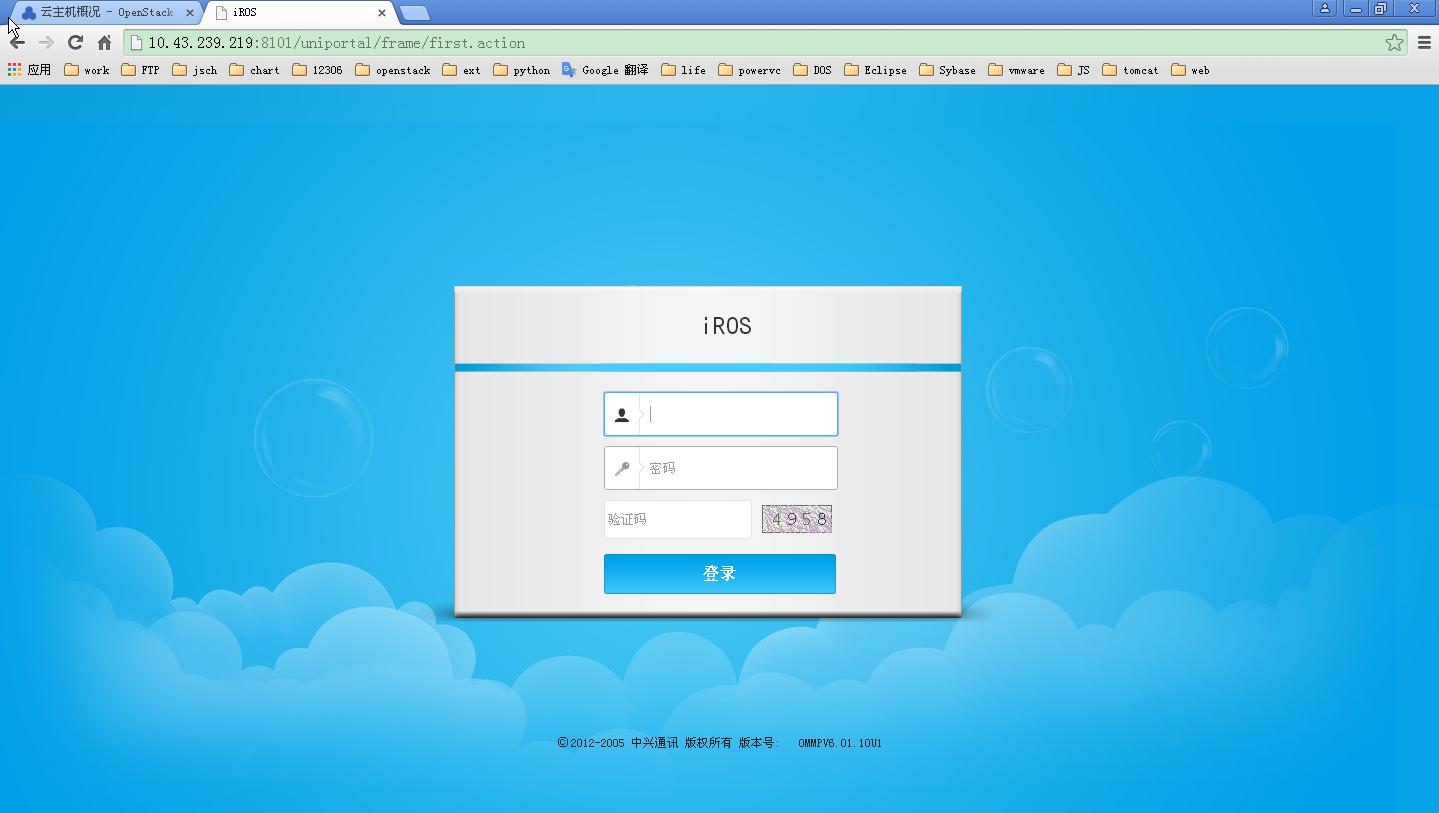 云主机概况 - OpenStack
iROS
10.43.239.219:8101/uniportal/frame/first.action
应用 work FTP jsch chart 12306 openstack ext python Google 翻译 life powervc DOS Eclipse Sybase vmware JS tomcat web
iROS
密码
验证码 4958
登录
©2012-2005 中兴通讯 版权所有 版本号: OMMPV6.01.10U1